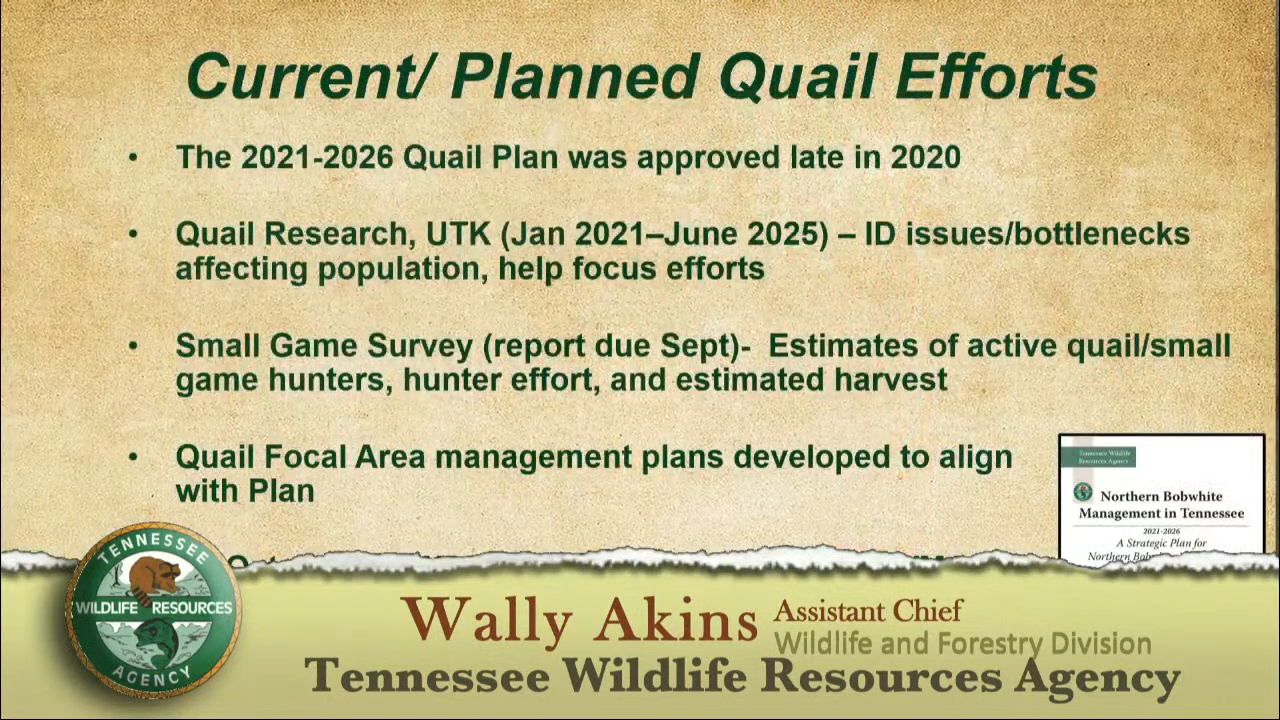 Current/ Planned Quail Efforts
• The 2021-2026 Quail Plan was approved late in 2020
• Quail Research, UTK (Jan 2021–June 2025) – ID issues/bottlenecks
affecting population, help focus efforts
• Small Game Survey (report due Sept)-  Estimates of active quail/small
game hunters, hunter effort, and estimated harvest
• Quail Focal Area management plans developed to align
with Plan
Tennessee Wildlife
Resources Agency
Northern Bobwhite
Management in Tennessee
2021-2026
A Strategic Plan for
Northern
TENNESSEE
WILDLIFE RESOURCES
AGENCY
Wally Akins Assistant Chief
Wildlife and Forestry Division
Tennessee Wildlife Resources Agency